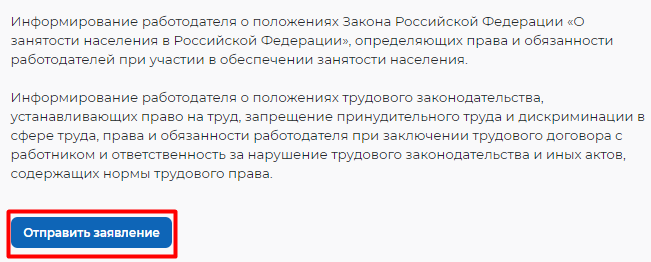 Информирование работодателя о положениях Закона Российской Федерации «О
занятости населения в Российской Федерации», определяющих права и обязанности
работодателей при участии в обеспечении занятости населения.
Информирование работодателя о положениях трудового законодательства,
устанавливающих право на труд, запрещение принудительного труда и дискриминации в
сфере труда, права и обязанности работодателя при заключении трудового договора с
работником и ответственность за нарушение трудового законодательства и иных актов,
содержащих нормы трудового права.
Отправить заявление